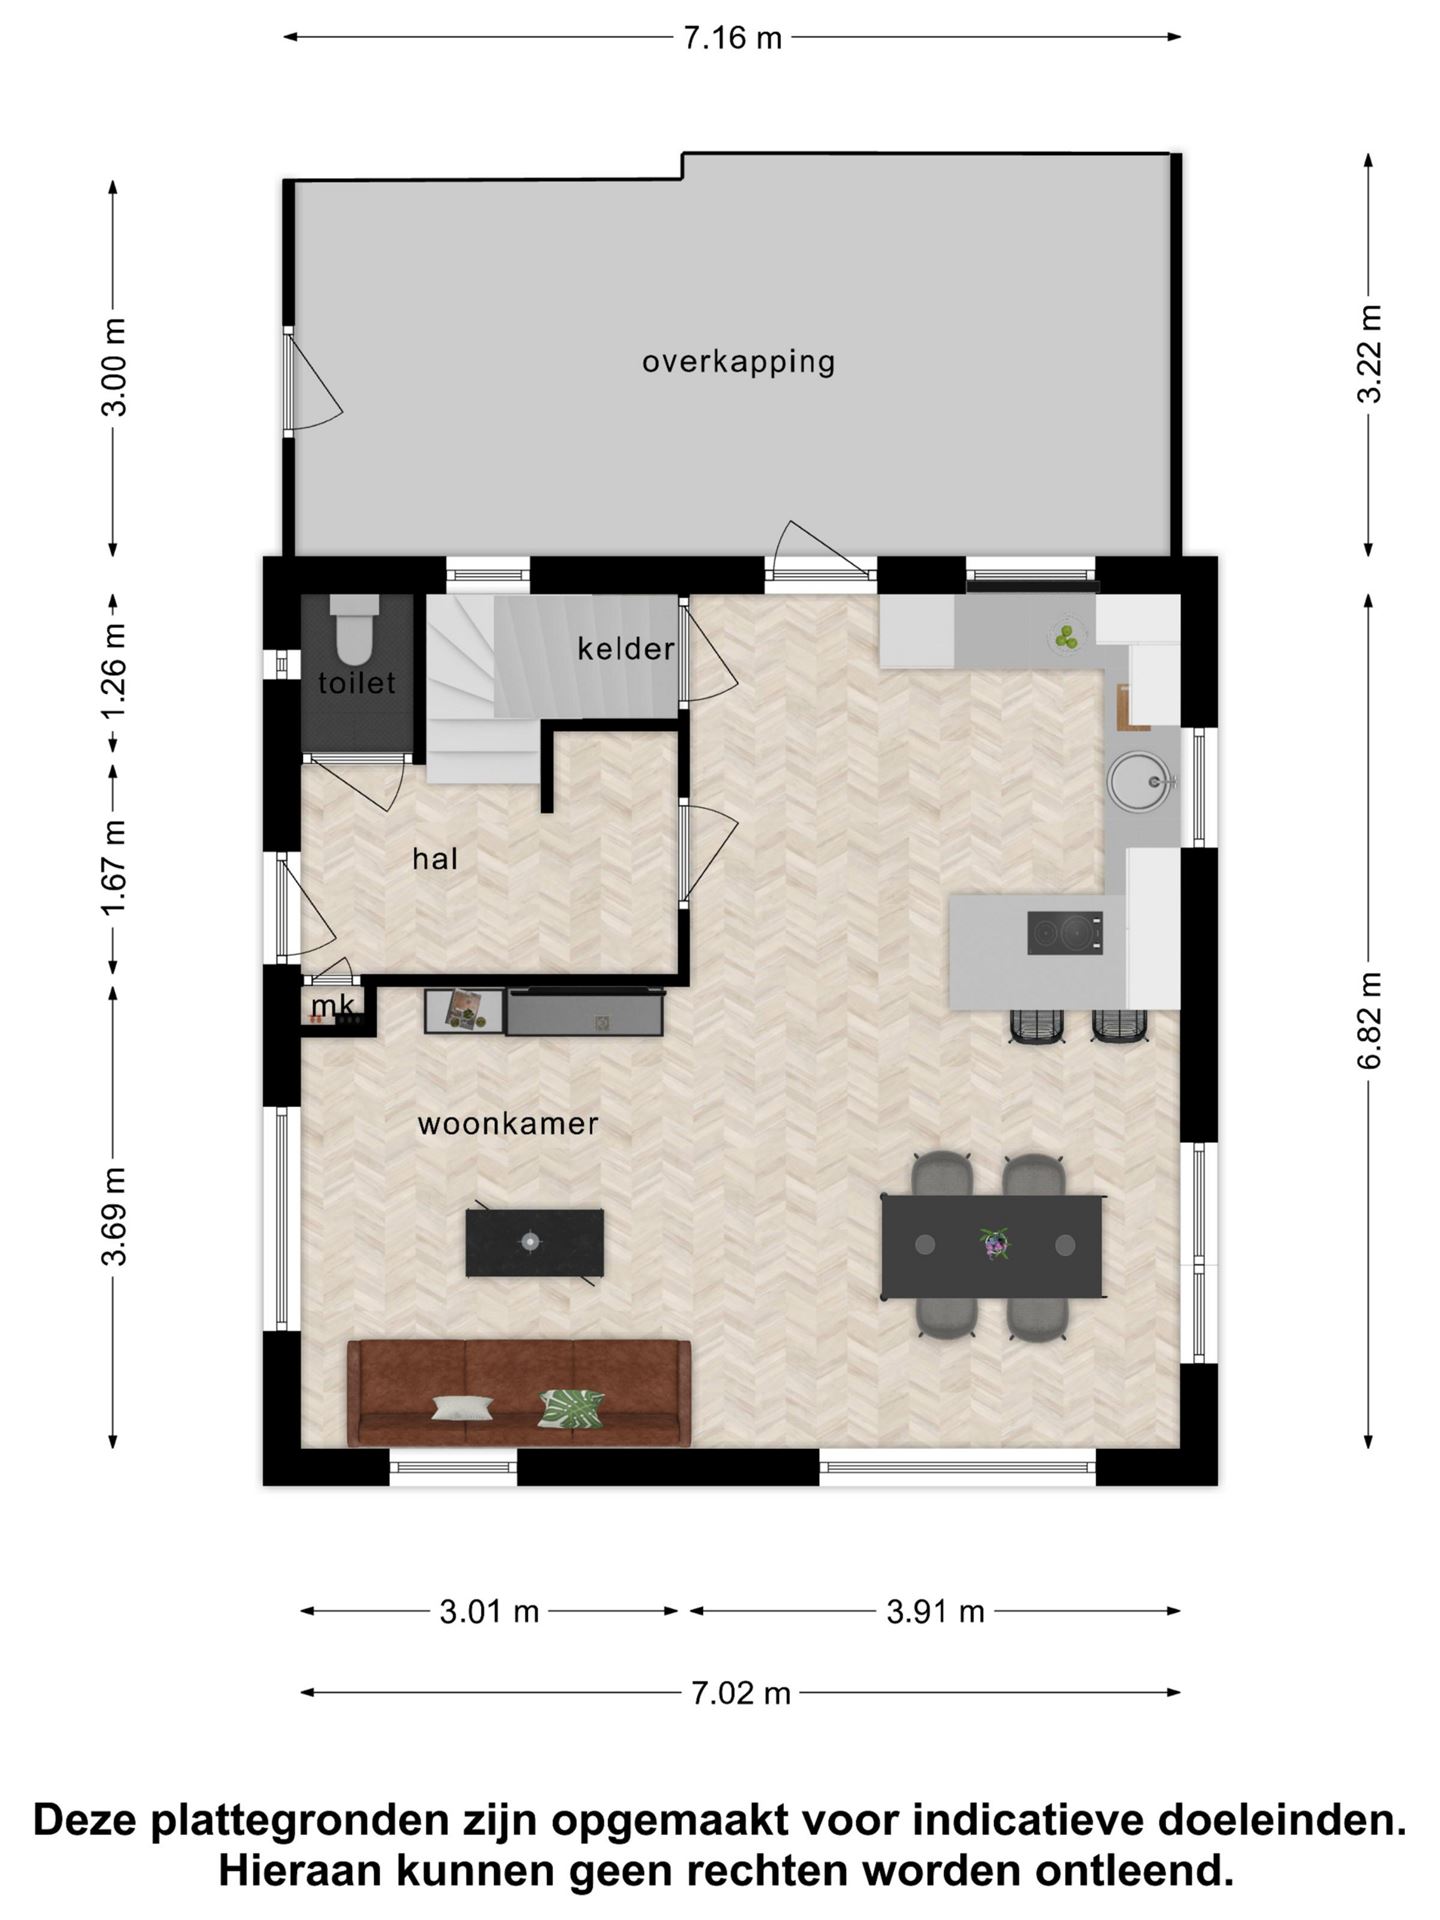 7.16 m
3.00 m
3.22 m
overkapping
1.26 m
kelder
toilet
1.67 m
hal
mk
6.82 m
woonkamer
3.69 m
3.01 m
3.91 m
7.02 m
Deze plattegronden zijn opgemaakt voor indicatieve doeleinden.
Hieraan kunnen geen rechten worden ontleend.